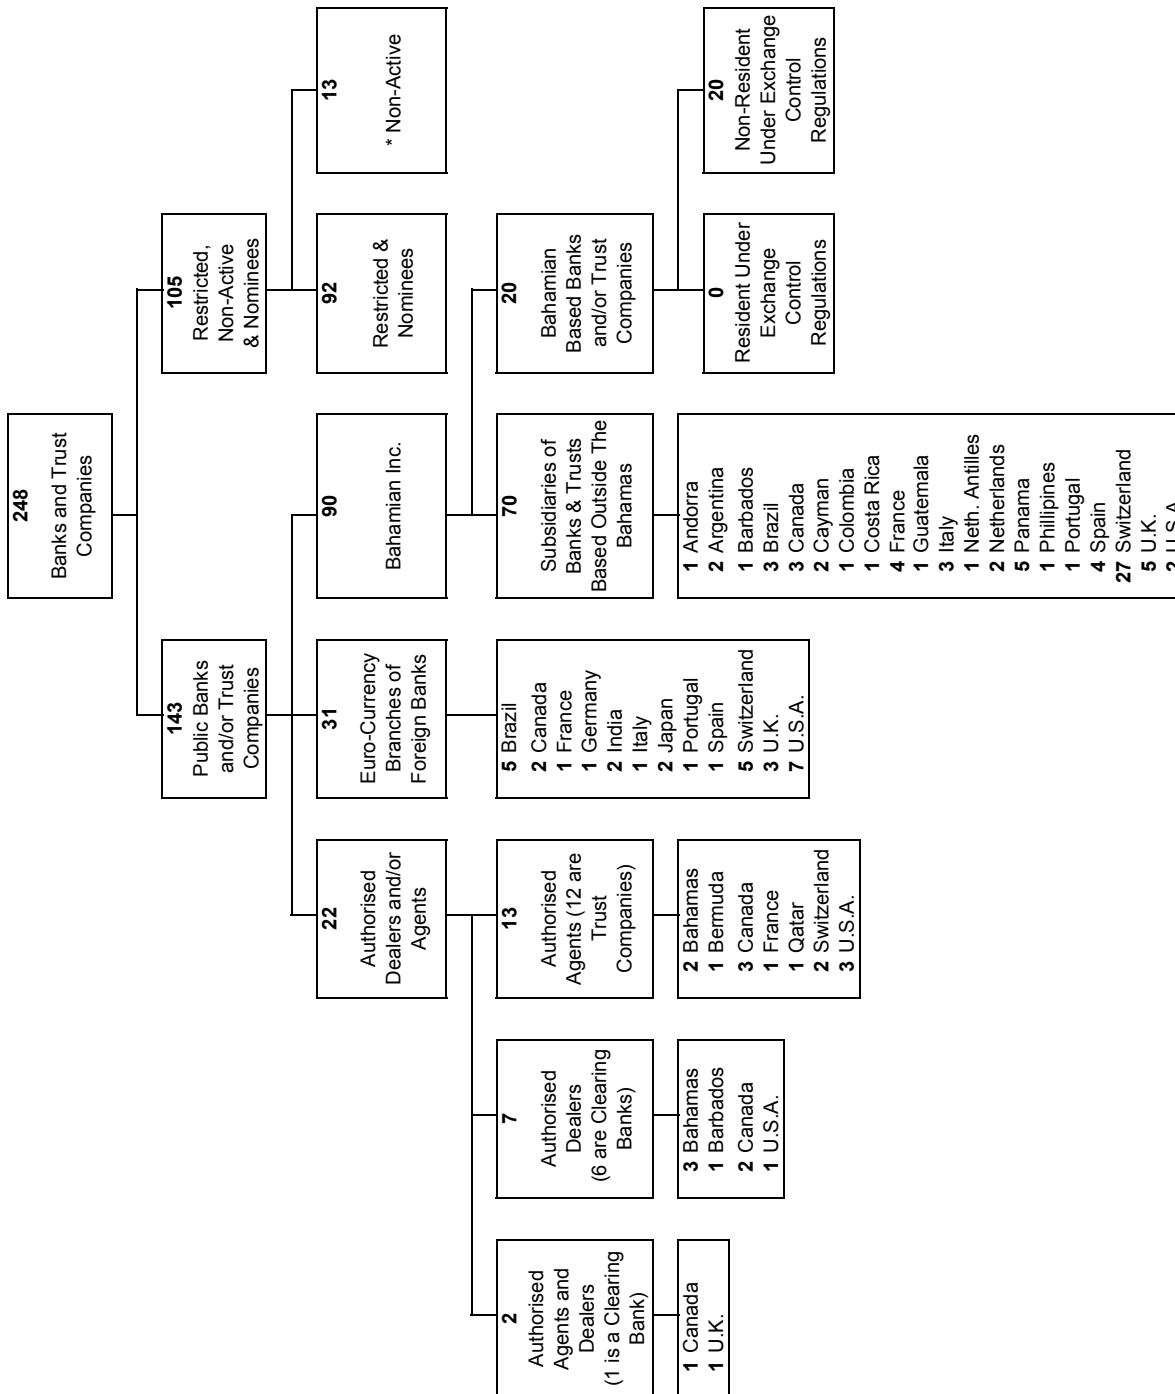 248
Banks and Trust
Companies
143
Public Banks
and/or Trust
Companies
105
Restricted,
Non-Active
& Nominees
22
Authorised
Dealers and/or
Agents
31
Euro-Currency
Branches of
Foreign Banks
90
Bahamian Inc.
92
Restricted &
Nominees
13
* Non-Active
2
Authorised
Agents and
Dealers
(1 is a Clearing
Bank)
7
Authorised
Dealers
(6 are Clearing
Banks)
13
Authorised
Agents (12 are
Trust
Companies)
5 Brazil
2 Canada
1 France
1 Germany
2 India
1 Italy
2 Japan
1 Portugal
1 Spain
5 Switzerland
3 U.K.
7 U.S.A.
70
Subsidiaries of
Banks & Trusts
Based Outside The
Bahamas
20
Bahamian
Based Banks
and/or Trust
Companies
1 Canada
1 U.K.
3 Bahamas
1 Barbados
2 Canada
1 U.S.A.
2 Bahamas
1 Bermuda
3 Canada
1 France
1 Qatar
2 Switzerland
3 U.S.A.
1 Andorra
2 Argentina
1 Barbados
3 Brazil
3 Canada
2 Cayman
1 Colombia
1 Costa Rica
4 France
1 Guatemala
3 Italy
1 Neth. Antilles
2 Netherlands
5 Panama
1 Phillipines
1 Portugal
4 Spain
27 Switzerland
5 U.K.
2 U.S.A.
0
Resident Under
Exchange
Control
Regulations
20
Non-Resident
Under Exchange
Control
Regulations